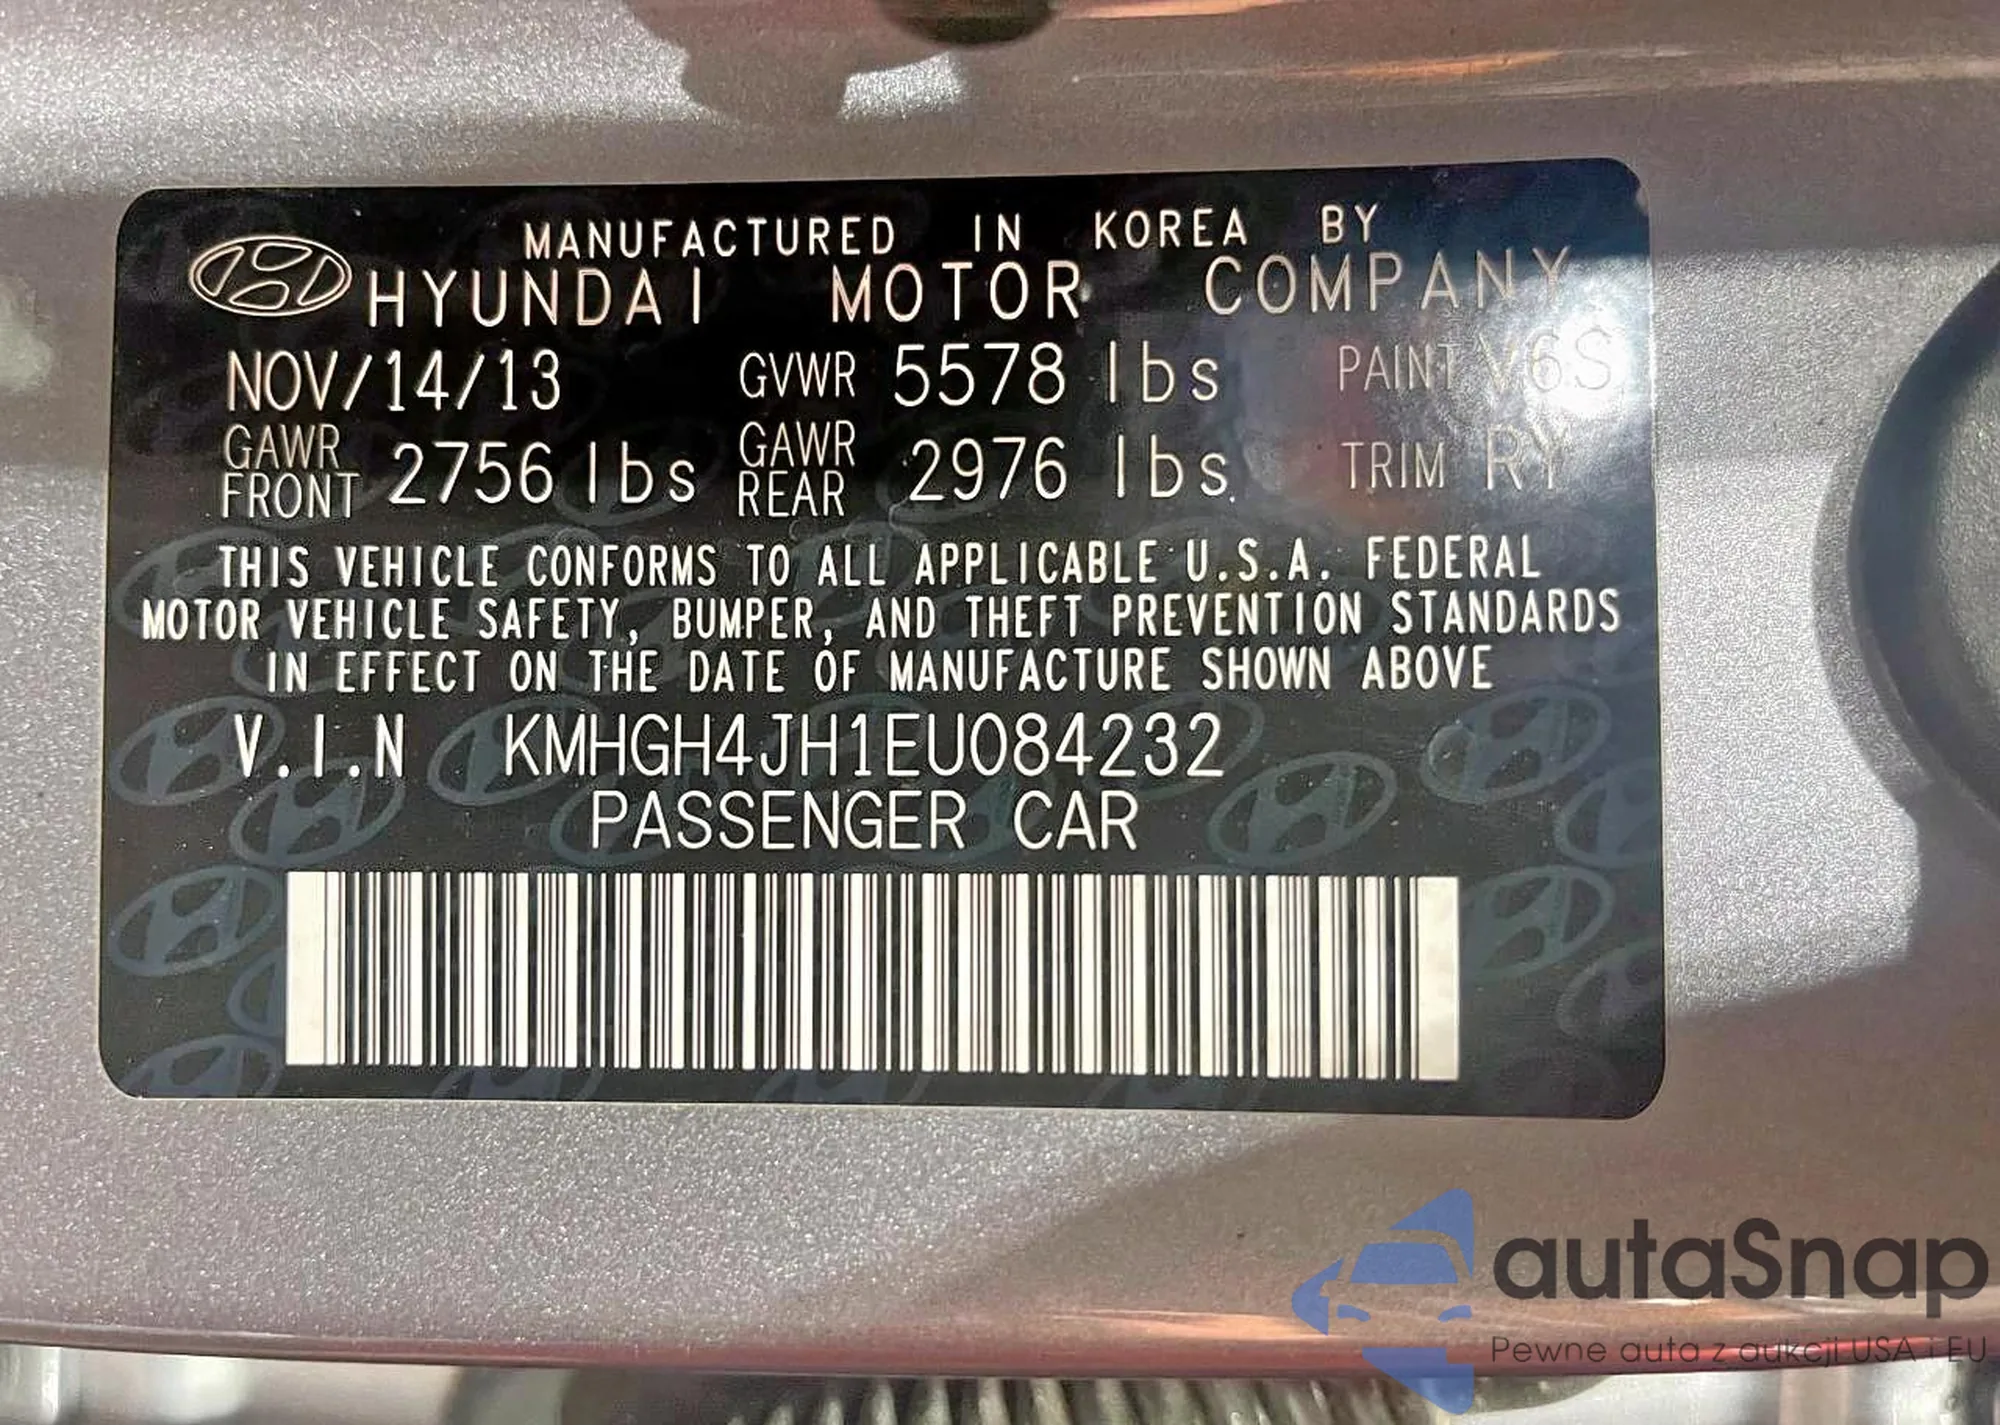 MANUFACTURED IN KOREA BY
HYUNDAI MOTOR COMPANY
NOV/14/13 GVWR 5578 lbs PAINT V6S
GAWR FRONT 2756 lbs GAWR REAR 2976 lbs TRIM RY
THIS VEHICLE CONFORMS TO ALL APPLICABLE U.S.A. FEDERAL
MOTOR VEHICLE SAFETY, BUMPER, AND THEFT PREVENTION STANDARDS
IN EFFECT ON THE DATE OF MANUFACTURE SHOWN ABOVE
V.I.N KMHGH4JH1EU084232
PASSENGER CAR
autaSnap
Pewne auta z aukcji USA i EU